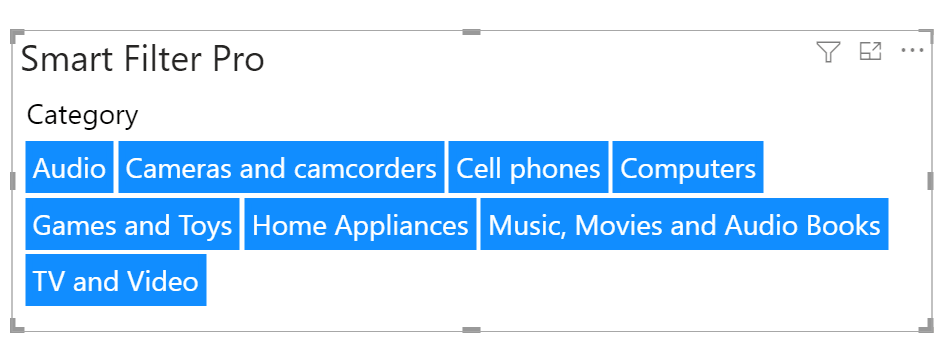 Smart Filter Pro
Category
Audio Cameras and camcorders Cell phones Computers
Games and Toys Home Appliances Music, Movies and Audio Books
TV and Video